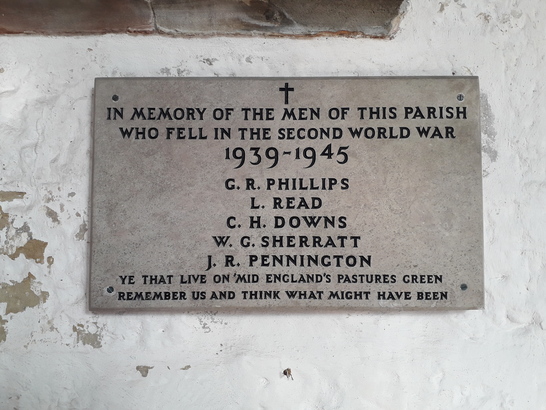 IN MEMORY OF THE MEN OF THIS PARISH
WHO FELL IN THE SECOND WORLD WAR
1939-1945
G. R. PHILLIPS
L. READ
C. H. DOWNS
W. G. SHERRATT
J. R. PENNINGTON
YE THAT LIVE ON 'MID ENGLAND'S PASTURES GREEN
REMEMBER US AND THINK WHAT MIGHT HAVE BEEN